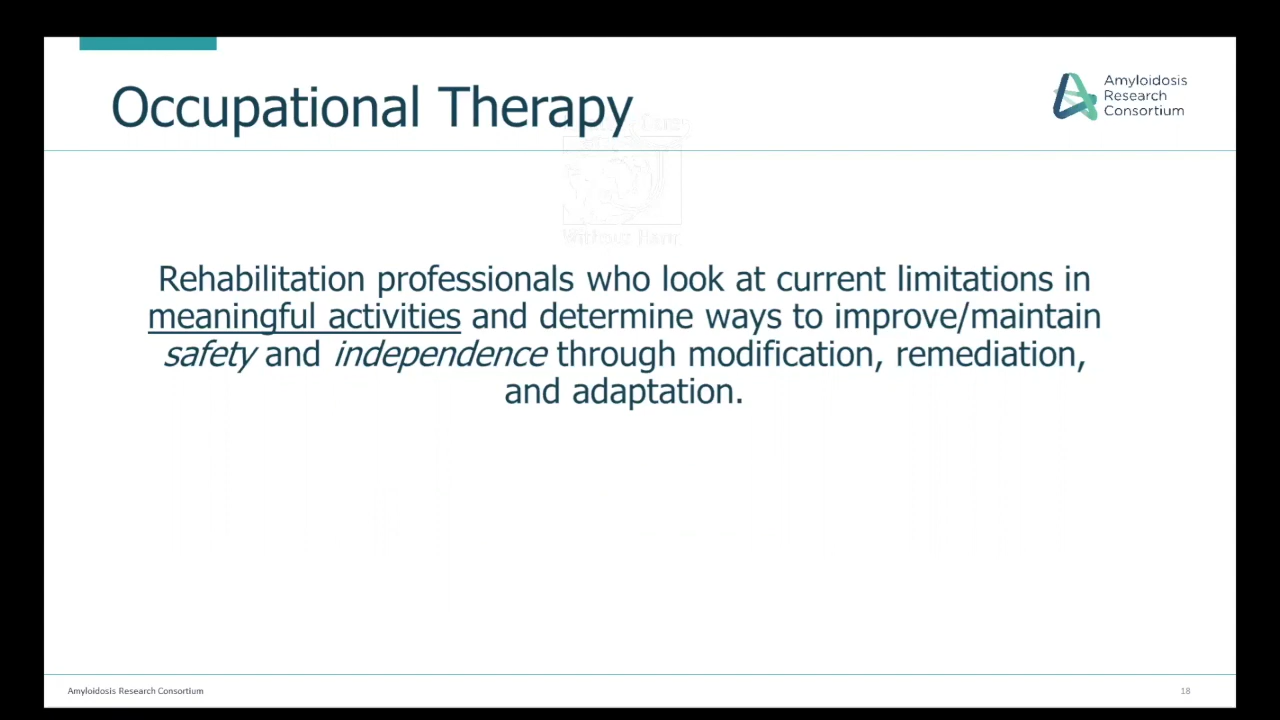 Occupational Therapy
Amyloidosis
Research
Consortium
Rehabilitation professionals who look at current limitations in
meaningful activities and determine ways to improve/maintain
safety and independence through modification, remediation,
and adaptation.
Amyloidosis Research Consortium
18